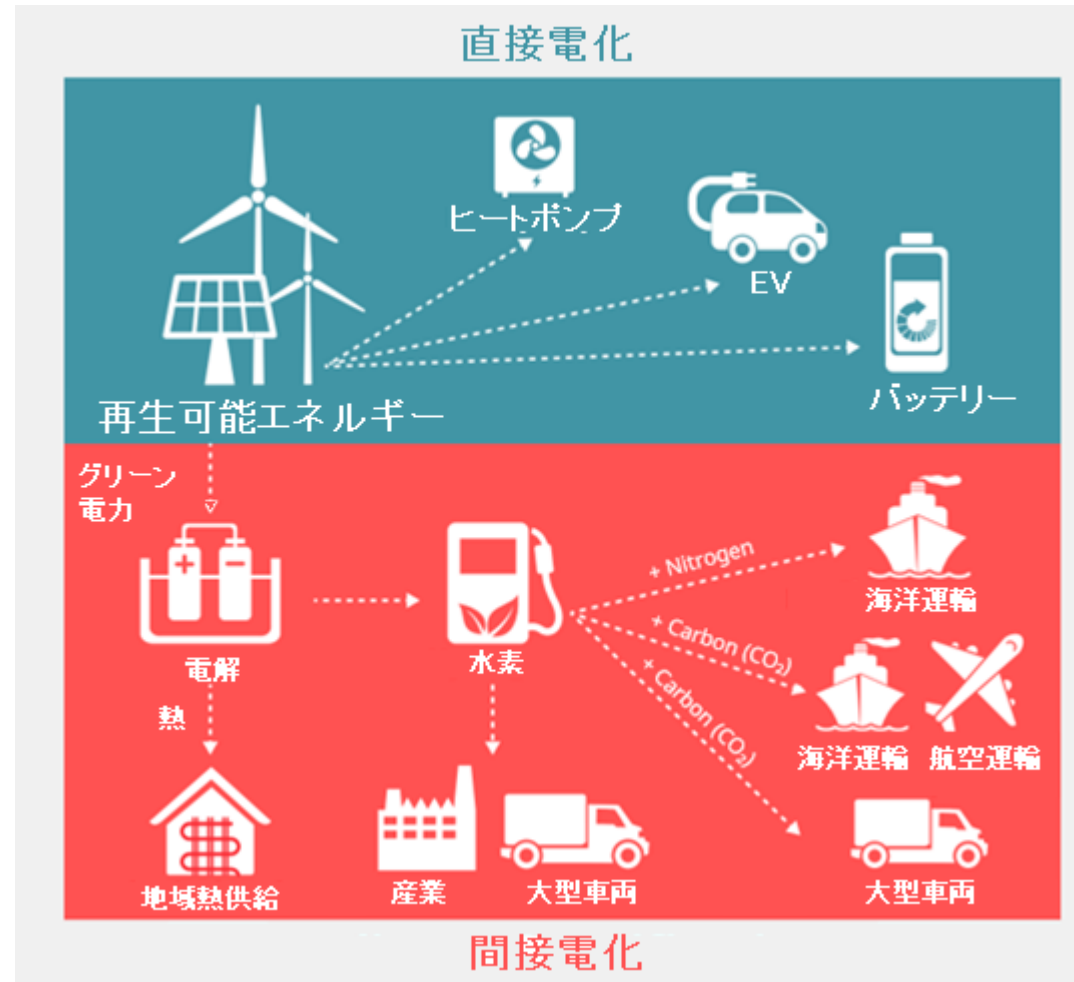 直接電化
ヒートポンプ
EV
バッテリー
再生可能エネルギー
グリーン
電力
+ Nitrogen
海洋運輸
電解
水素
+ Carbon (CO₂)
+ Carbon (CO₂)
熱
海洋運輸
航空運輸
地域熱供給
産業
大型車両
大型車両
間接電化